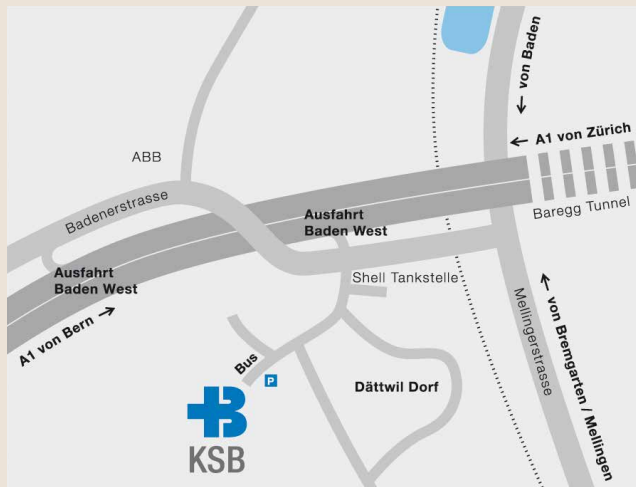 von Baden
A1 von Zürich
ABB
Badenerstrasse
Ausfahrt
Baden West
Baregg Tunnel
Ausfahrt
Baden West
Shell Tankstelle
A1 von Bern
Mellingerstrasse
von Bremgarten / Mellingen
Bus
P
Dättwil Dorf
KSB